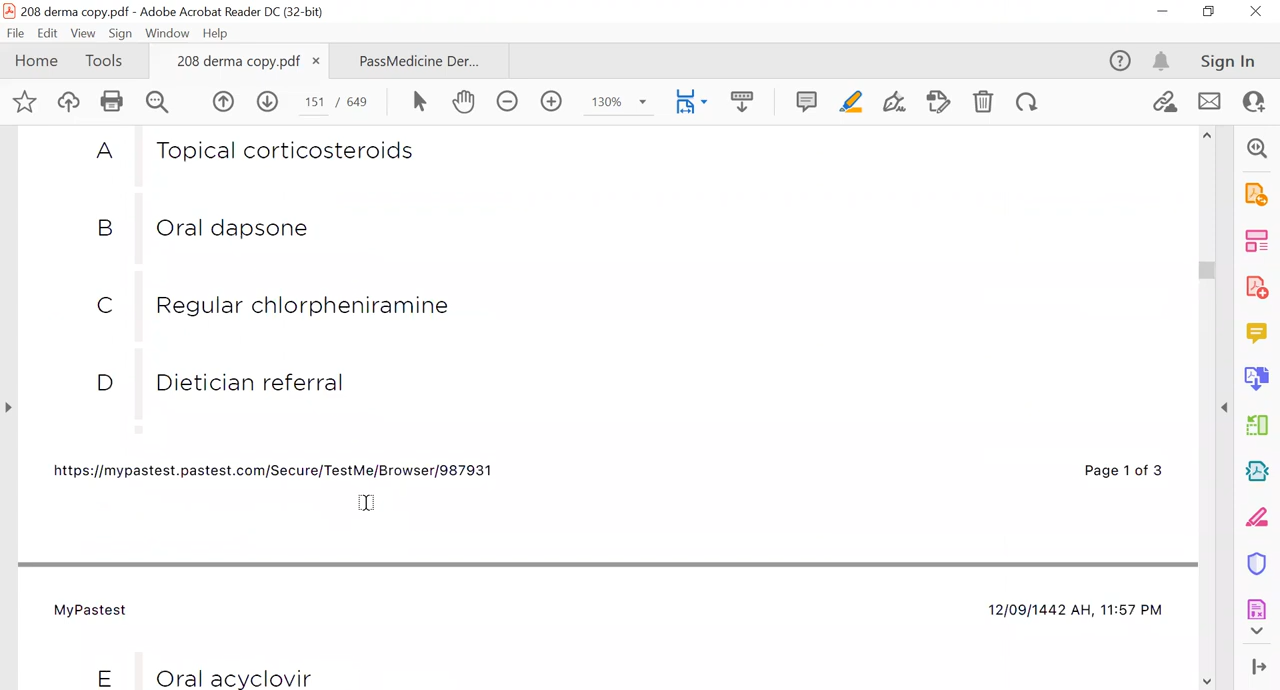 208 derma copy.pdf - Adobe Acrobat Reader DC (32-bit)
File Edit View Sign Window Help
Home Tools 208 derma copy.pdf × PassMedicine Der... Sign In
151 / 649 130%
A Topical corticosteroids
B Oral dapsone
C Regular chlorpheniramine
D Dietician referral
https://mypastest.pastest.com/Secure/TestMe/Browser/987931 Page 1 of 3
MyPastest 12/09/1442 AH, 11:57 PM
E Oral acyclovir